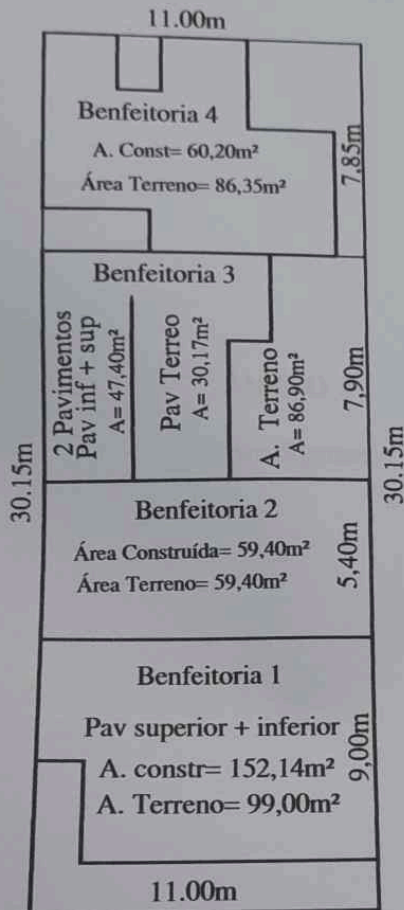 11.00m
Benfeitoria 4
A. Const= 60,20m²
Área Terreno= 86,35m²
7,85m
Benfeitoria 3
2 Pavimentos
Pav inf + sup
A= 47,40m²
Pav Terreo
A= 30,17m²
A. Terreno
A= 86,90m²
7,90m
30.15m
30.15m
Benfeitoria 2
Área Construída= 59,40m²
Área Terreno= 59,40m²
5,40m
Benfeitoria 1
Pav superior + inferior
A. constr= 152,14m²
A. Terreno= 99,00m²
9,00m
11.00m